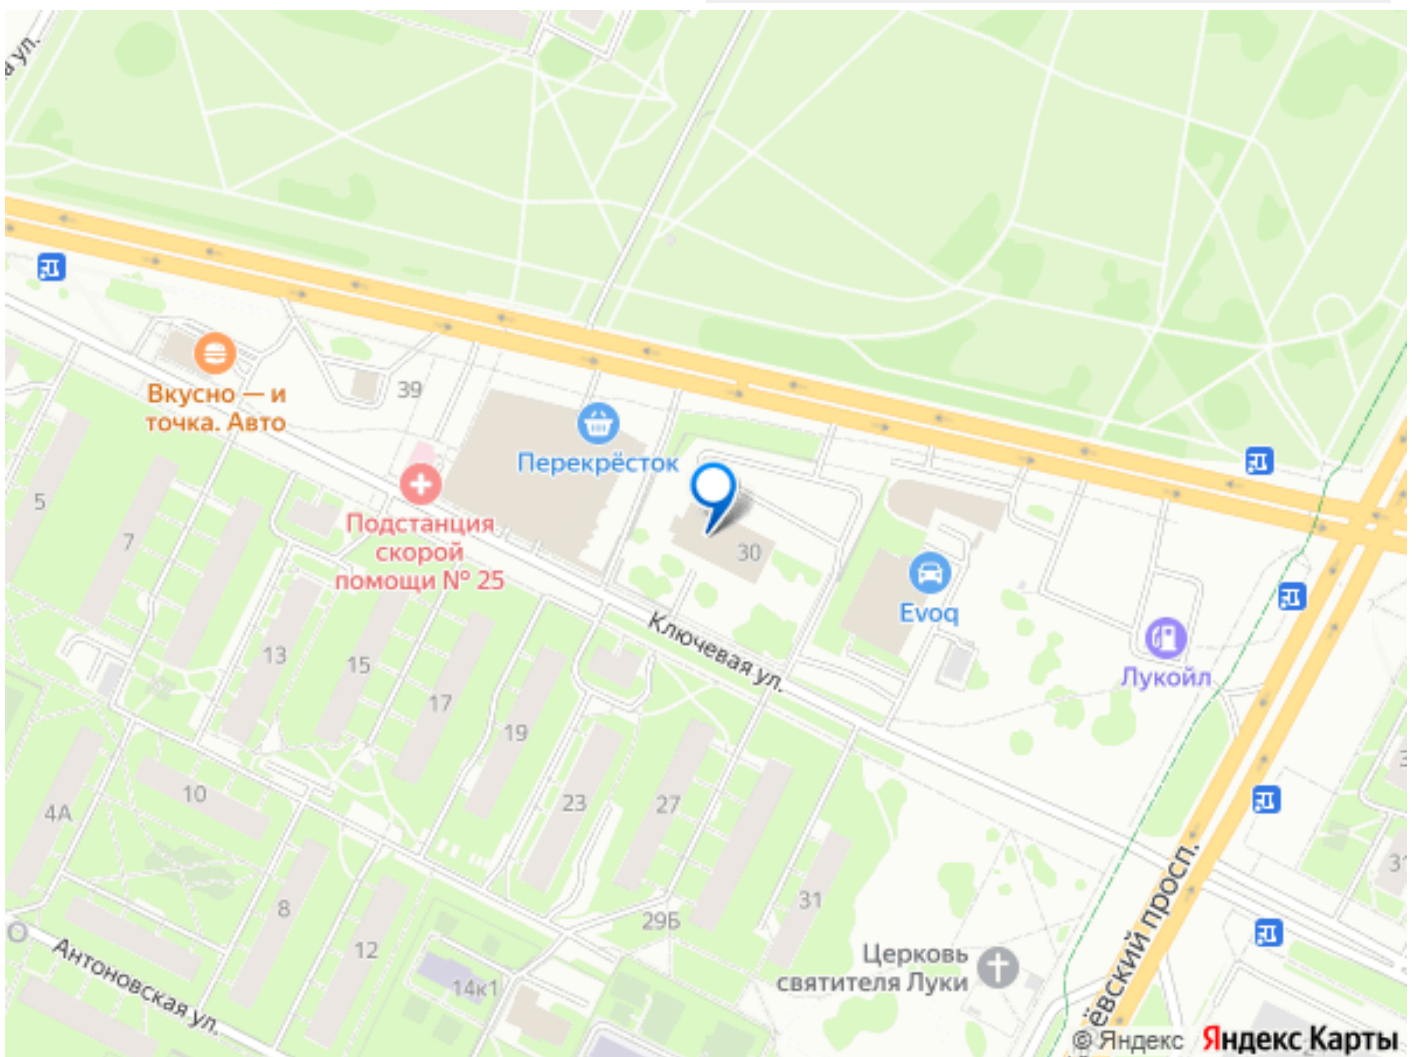 а ул.
39
Вкусно — и
точка. Авто
Перекрёсток
5
7
Подстанция
скорой
помощи № 25
30
Evoq
Лукойл
Ключевая ул.
13
15
17
19
10
4А
23
27
31
8
12
29Б
31
Антоновская ул.
14к1
Церковь
святителя Луки
ёвский просп.
© Яндекс
Яндекс Карты